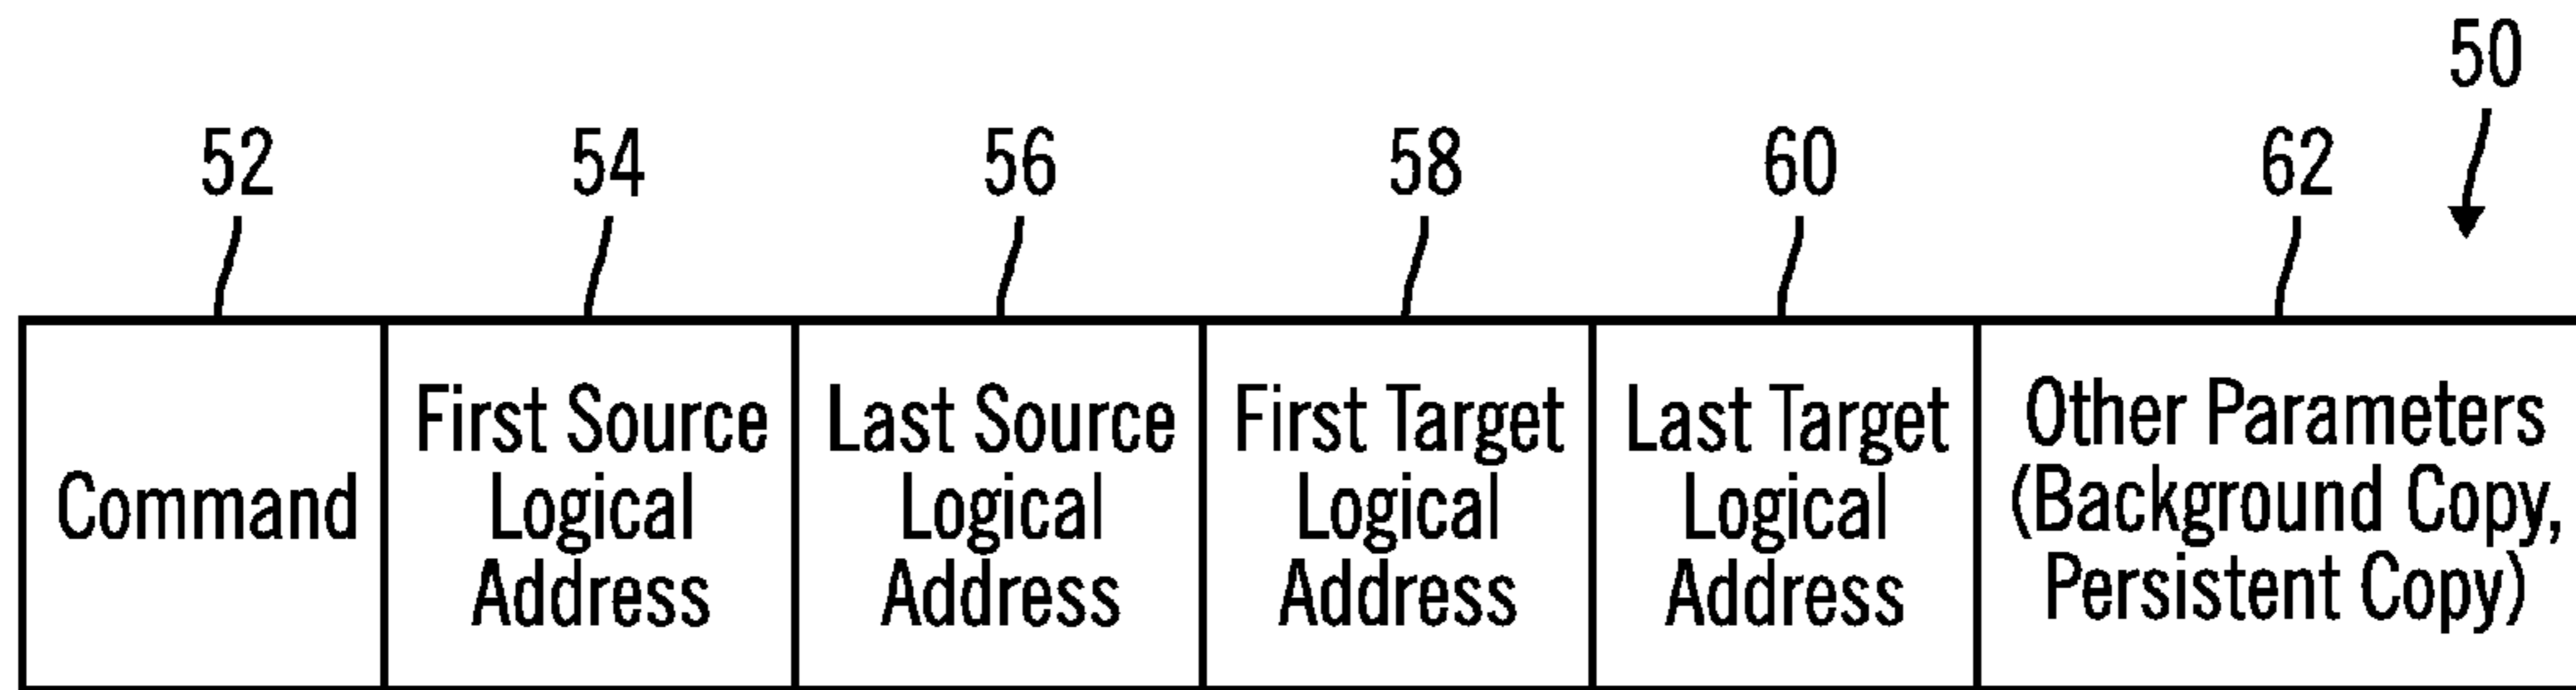 50
52
54
56
58
60
62
Command
First Source
Logical
Address
Last Source
Logical
Address
First Target
Logical
Address
Last Target
Logical
Address
Other Parameters
(Background Copy,
Persistent Copy)